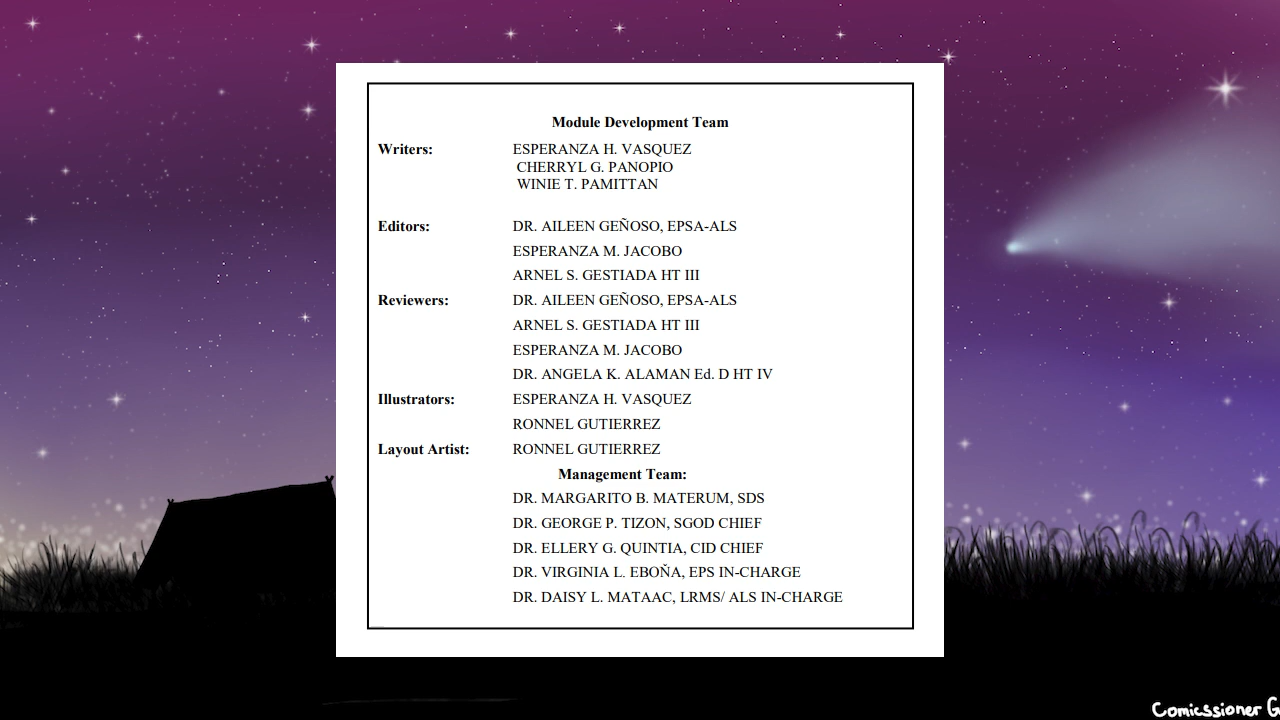 Module Development Team
Writers: ESPERANZA H. VASQUEZ
CHERRYL G. PANOPIO
WINIE T. PAMITTAN
Editors: DR. AILEEN GEÑOSO, EPSA-ALS
ESPERANZA M. JACOBO
ARNEL S. GESTIADA HT III
Reviewers: DR. AILEEN GEÑOSO, EPSA-ALS
ARNEL S. GESTIADA HT III
ESPERANZA M. JACOBO
DR. ANGELA K. ALAMAN Ed. D HT IV
Illustrators: ESPERANZA H. VASQUEZ
RONNEL GUTIERREZ
Layout Artist: RONNEL GUTIERREZ
Management Team:
DR. MARGARITO B. MATERUM, SDS
DR. GEORGE P. TIZON, SGOD CHIEF
DR. ELLERY G. QUINTIA, CID CHIEF
DR. VIRGINIA L. EBOŇA, EPS IN-CHARGE
DR. DAISY L. MATAAC, LRMS/ ALS IN-CHARGE
Comicssioner G